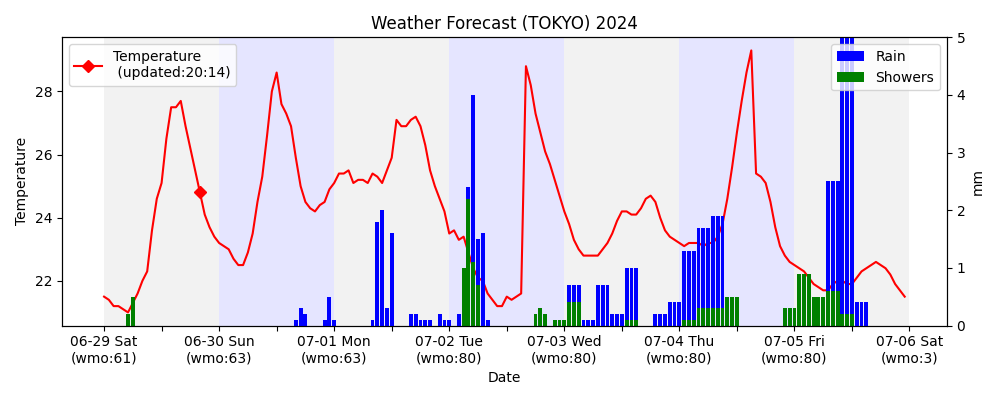 Weather Forecast (TOKYO) 2024
Temperature
(updated:20:14)
Rain
Showers
Temperature
28
26
24
22
5
4
3
2
1
0
mm
06-29 Sat 06-30 Sun 07-01 Mon 07-02 Tue 07-03 Wed 07-04 Thu 07-05 Fri 07-06 Sat
(wmo:61) (wmo:63) (wmo:63) (wmo:80) (wmo:80) (wmo:80) (wmo:80) (wmo:3)
Date